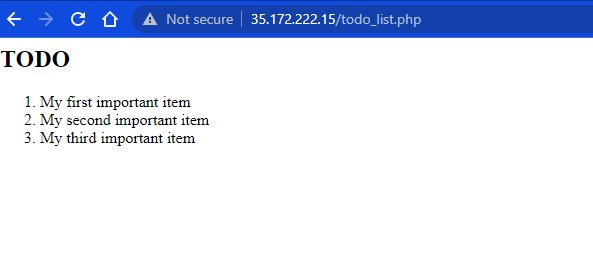 Not secure | 35.172.222.15/todo_list.php
TODO
1. My first important item
2. My second important item
3. My third important item